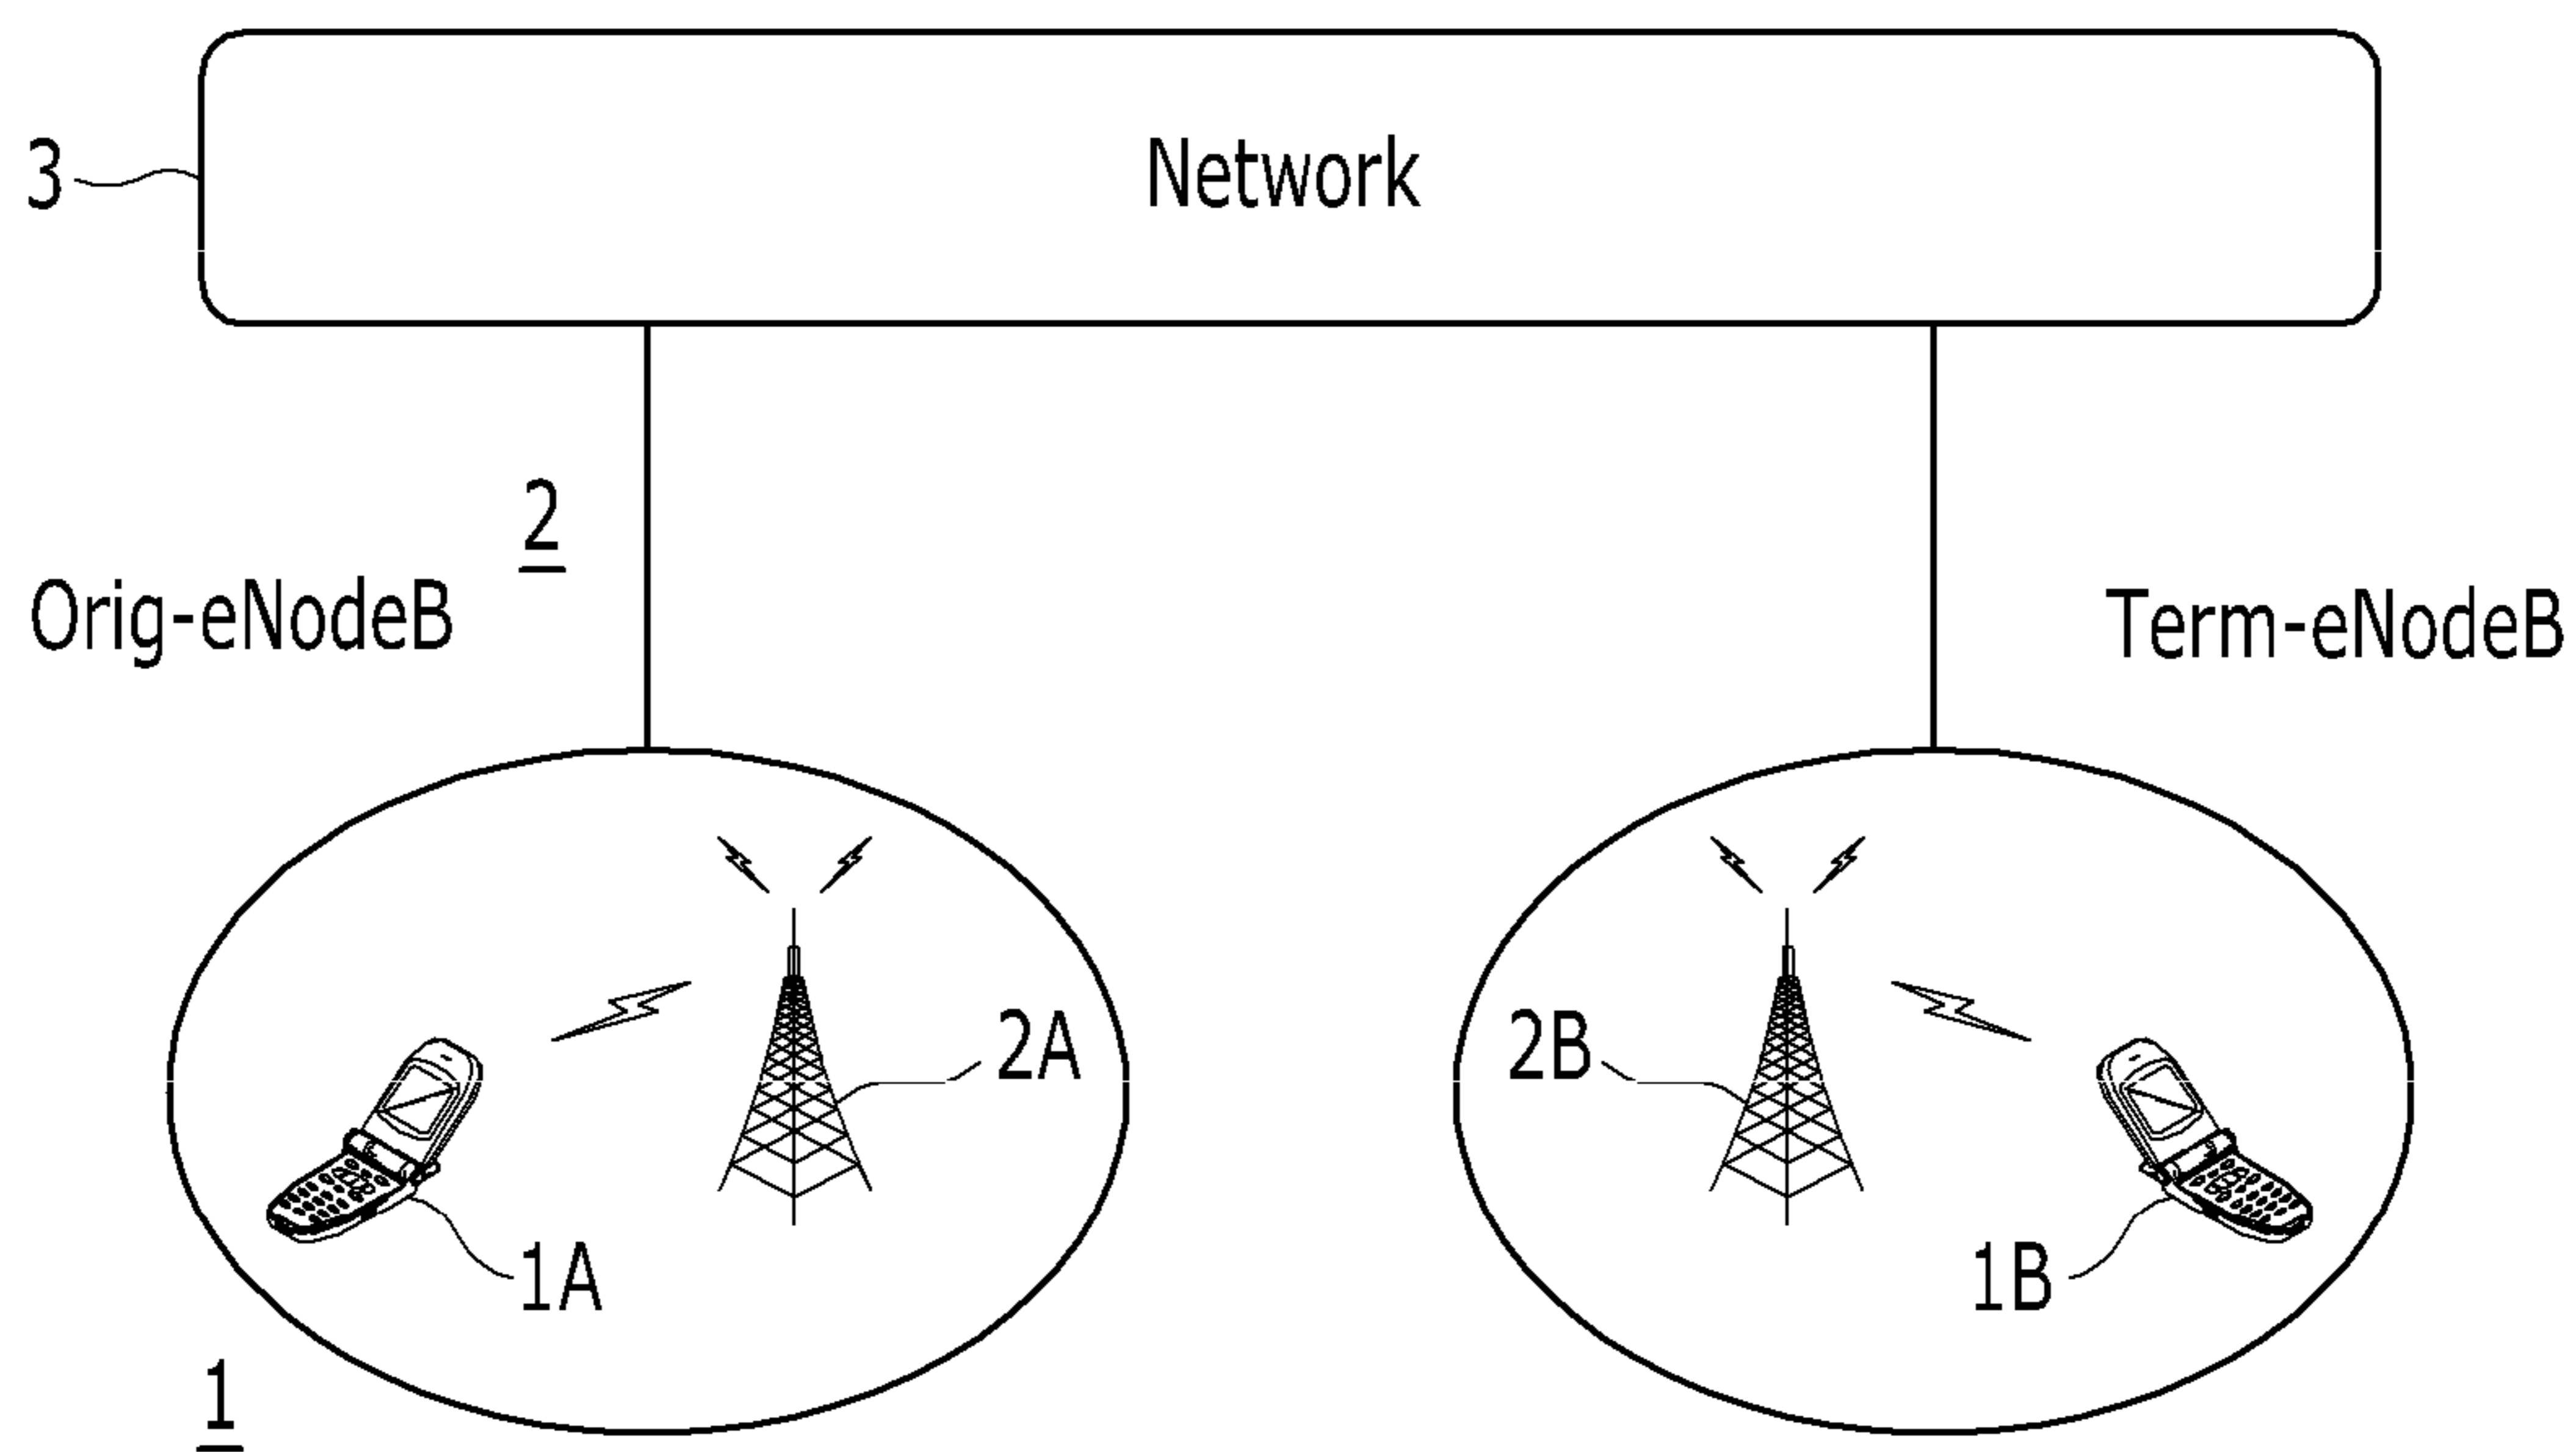 3
Network
2
Orig-eNodeB
Term-eNodeB
2A
2B
1A
1B
1